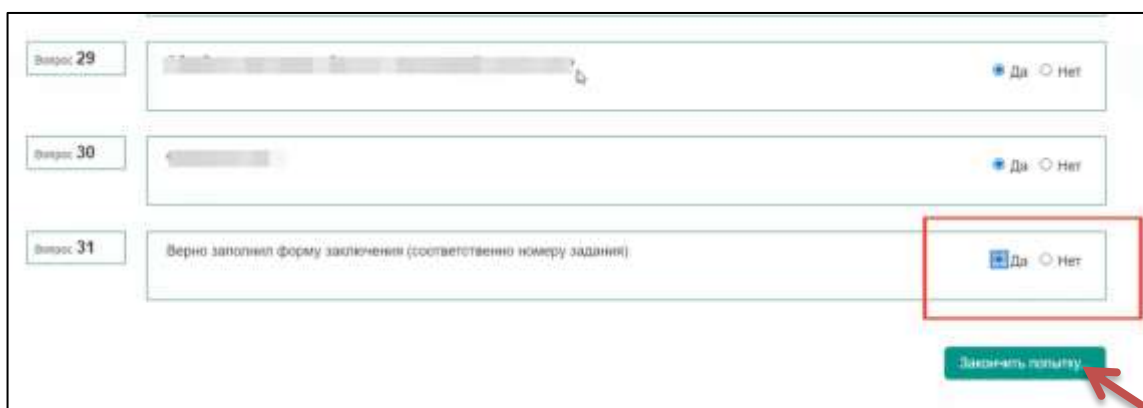 Вопрос 29
Да Нет
Вопрос 30
Да Нет
Вопрос 31
Верно заполнил форму заключения (соответственно номеру задания)
Да Нет
Закончить попытку...